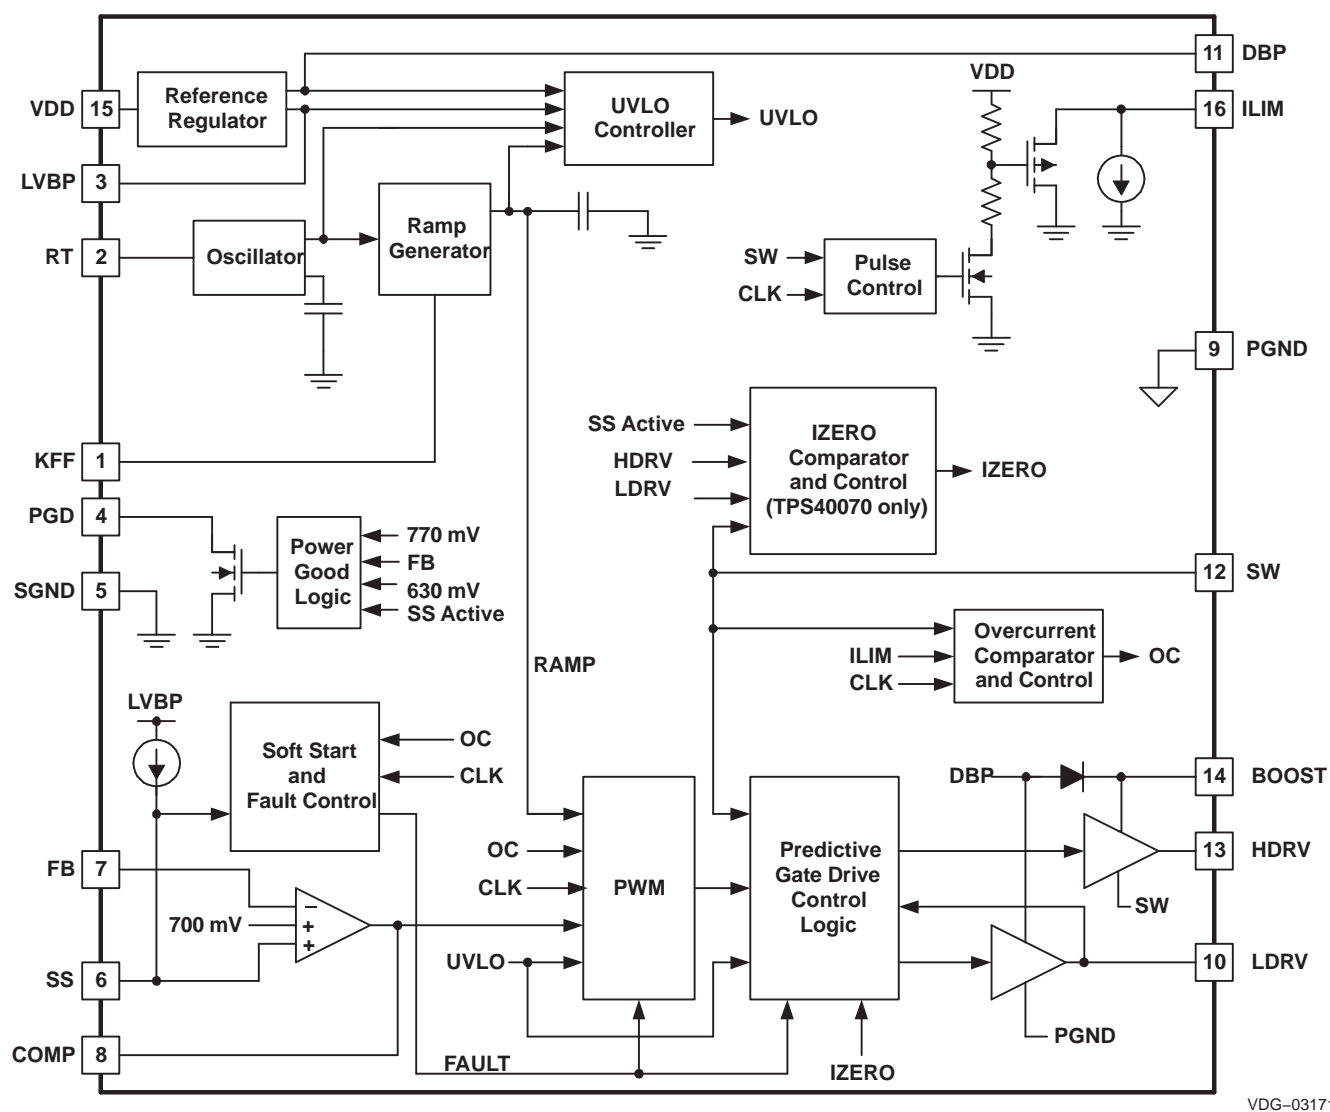 11 DBP
VDD
VDD 15
Reference
Regulator
UVLO
Controller
UVLO
16 ILIM
LVBP 3
RT 2
Oscillator
Ramp
Generator
SW
CLK
Pulse
Control
9 PGND
KFF 1
SS Active
HDRV
LDRV
IZERO
Comparator
and Control
(TPS40070 only)
IZERO
PGD 4
SGND 5
Power
Good
Logic
770 mV
FB
630 mV
SS Active
12 SW
RAMP
ILIM
CLK
Overcurrent
Comparator
and Control
OC
LVBP
Soft Start
and
Fault Control
OC
CLK
DBP
14 BOOST
FB 7
OC
CLK
PWM
Predictive
Gate Drive
Control
Logic
13 HDRV
SW
700 mV
−
+
+
SS 6
UVLO
10 LDRV
COMP 8
FAULT
IZERO
PGND
VDG−03171